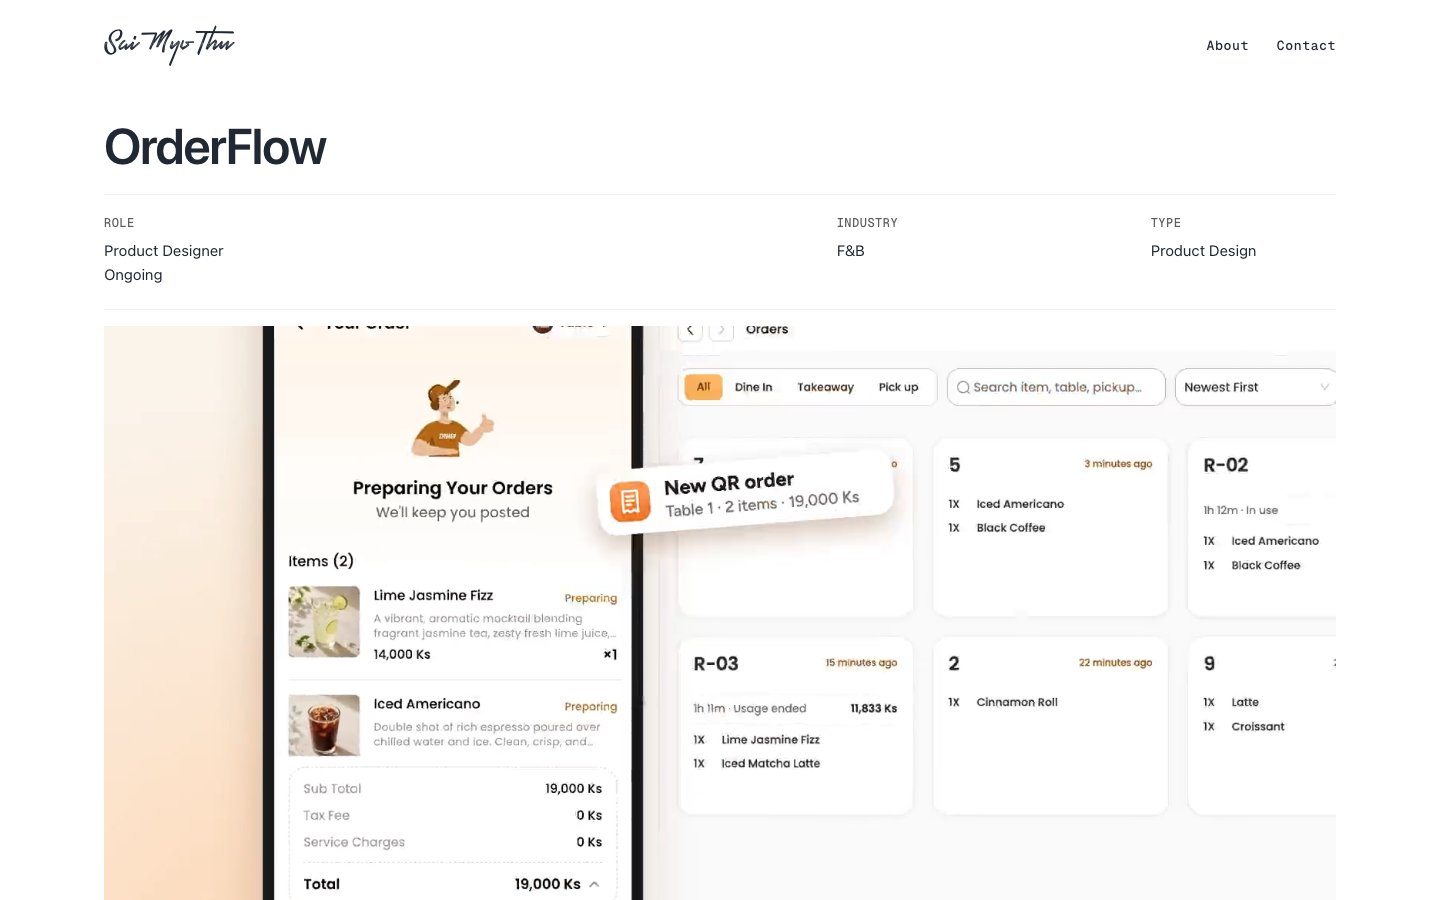 Sai Myo Thu
About
Contact
OrderFlow
ROLE
Product Designer
Ongoing
INDUSTRY
F&B
TYPE
Product Design
Your Order
Preparing Your Orders
We'll keep you posted
Items (2)
Lime Jasmine Fizz
Preparing
A vibrant, aromatic mocktail blending
fragrant jasmine tea, zesty fresh lime juice,...
14,000 Ks
×1
Iced Americano
Preparing
Double shot of rich espresso poured over
chilled water and ice. Clean, crisp, and...
Sub Total
19,000 Ks
Tax Fee
0 Ks
Service Charges
0 Ks
Total
19,000 Ks
New QR order
Table 1 · 2 items · 19,000 Ks
Orders
All
Dine In
Takeaway
Pick up
Search item, table, pickup...
Newest First
5
3 minutes ago
1X Iced Americano
1X Black Coffee
R-02
1h 12m · In use
1X Iced Americano
1X Black Coffee
R-03
15 minutes ago
1h 11m · Usage ended
11,833 Ks
1X Lime Jasmine Fizz
1X Iced Matcha Latte
2
22 minutes ago
1X Cinnamon Roll
9
1X Latte
1X Croissant